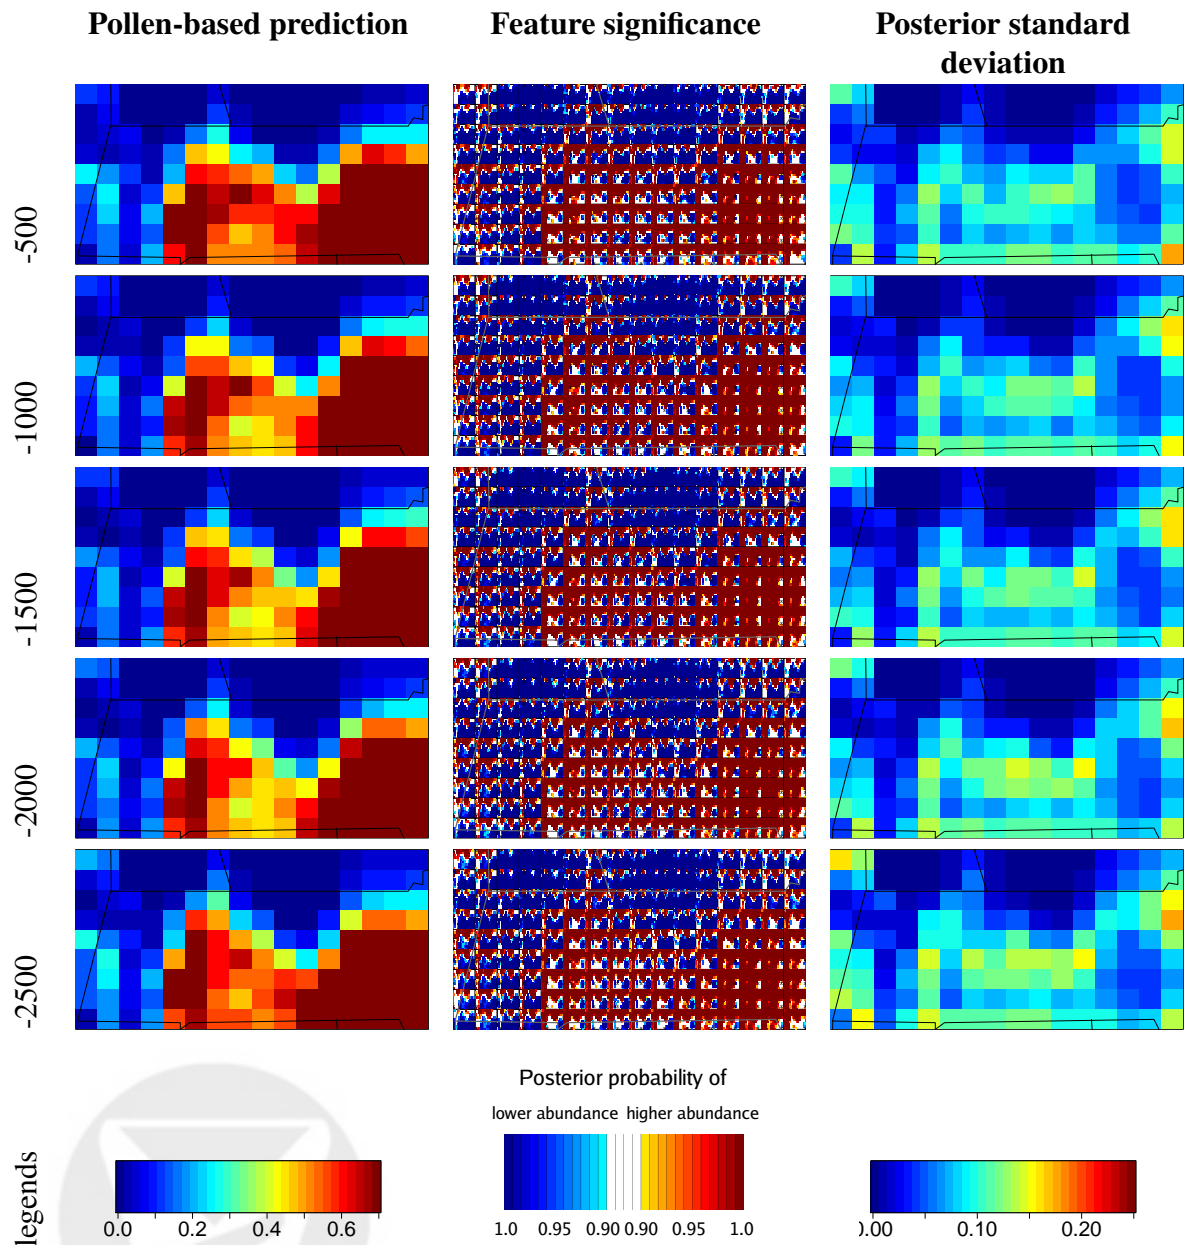 Pollen-based prediction
Feature significance
Posterior standard
deviation
-500
-1000
-1500
-2000
-2500
legends
Posterior probability of
lower abundance higher abundance
0.0 0.2 0.4 0.6
1.0 0.95 0.90 0.90 0.95 1.0
).00 0.10 0.20